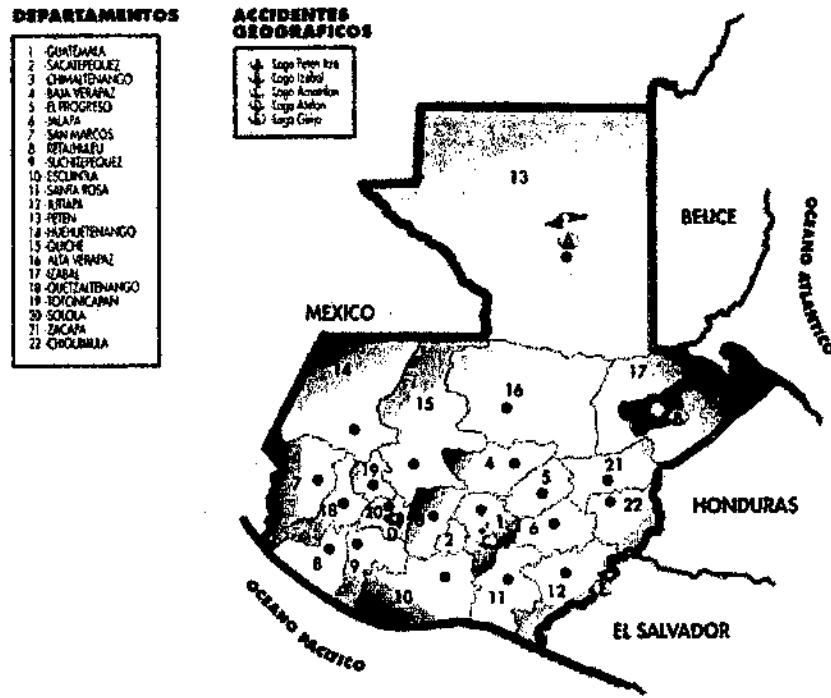 DEPARTAMENTOS
1 GUATEMALA
2 SACATEPEQUEZ
3 CHIMALTENANGO
4 BAJA VERAPAZ
5 EL PROGRESO
6 JALAPA
7 SAN MARCOS
8 RETALHULEU
9 SUCHITEPEQUEZ
10 ESCUINTLA
11 SANTA ROSA
12 JUTIAPA
13 PETEN
14 HUEHUETENANGO
15 QUICHE
16 ALTA VERAPAZ
17 IZABAL
18 QUETZALTENANGO
19 TOTONICAPAN
20 SOLOLA
21 ZACAPA
22 CHIQUIMULA
ACCIDENTES
GEOGRAFICOS
Lago Peten Itza
Lago Izabal
Lago Amatitlan
Lago Atitlan
Lago Guija
13
A
BELICE
OCEANO ATLANTICO
MEXICO
14
15
16
17
7
19
4
5
21
18
20
D
2
1
6
22
HONDURAS
8
9
10
11
12
OCEANO PACIFICO
EL SALVADOR